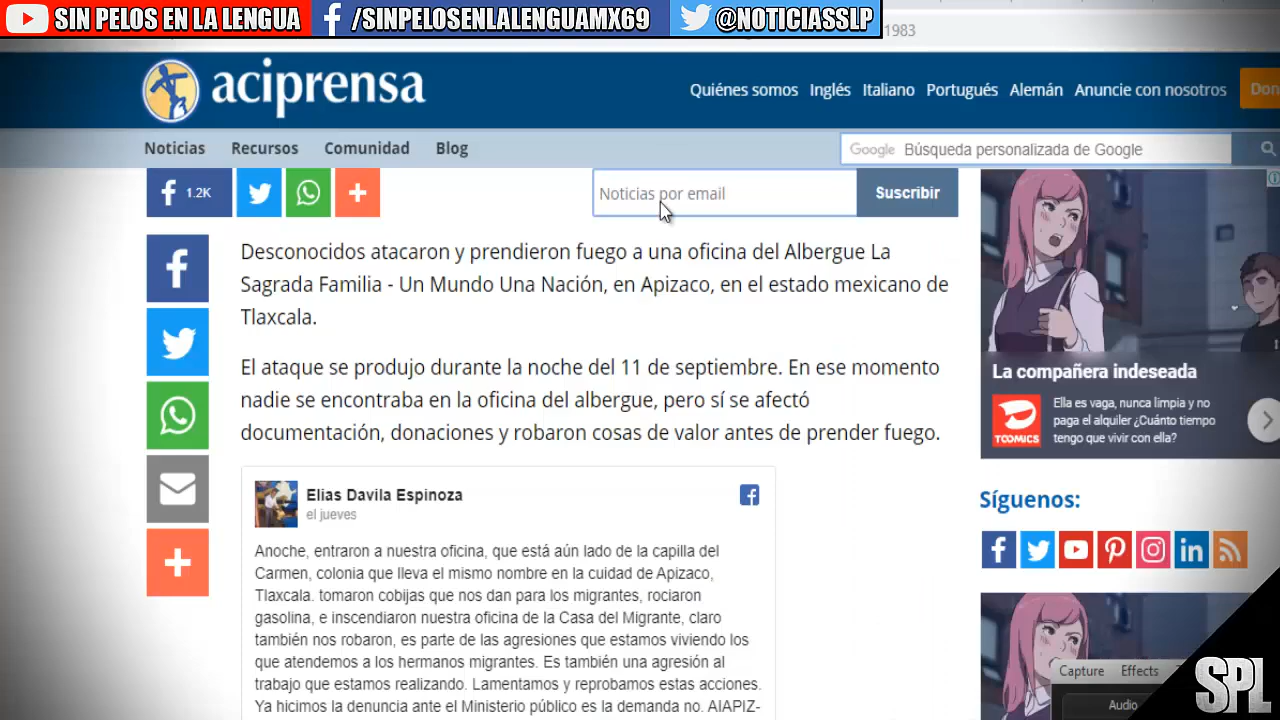 SIN PELOS EN LA LENGUA
/SINPELOSENLALENGUAMX69
@NOTICIASSLP
1983
aciprensa
Quiénes somos Inglés Italiano Portugués Alemán Anuncie con nosotros Don
Noticias Recursos Comunidad Blog
Google Búsqueda personalizada de Google
1.2K
Noticias por email
Suscribir
Desconocidos atacaron y prendieron fuego a una oficina del Albergue La
Sagrada Familia - Un Mundo Una Nación, en Apizaco, en el estado mexicano de
Tlaxcala.
El ataque se produjo durante la noche del 11 de septiembre. En ese momento
nadie se encontraba en la oficina del albergue, pero sí se afectó
documentación, donaciones y robaron cosas de valor antes de prender fuego.
Elias Davila Espinoza
el jueves
Anoche, entraron a nuestra oficina, que está aún lado de la capilla del
Carmen, colonia que lleva el mismo nombre en la cuidad de Apizaco,
Tlaxcala. tomaron cobijas que nos dan para los migrantes, rociaron
gasolina, e inscendiaron nuestra oficina de la Casa del Migrante, claro
también nos robaron, es parte de las agresiones que estamos viviendo los
que atendemos a los hermanos migrantes. Es también una agresión al
trabajo que estamos realizando. Lamentamos y reprobamos estas acciones.
Ya hicimos la denuncia ante el Ministerio público es la demanda no. AIAPIZ-
La compañera indeseada
TOOMICS
Ella es vaga, nunca limpia y no
paga el alquiler ¿Cuánto tiempo
tengo que vivir con ella?
Síguenos:
Capture Effects
Audio
SPL